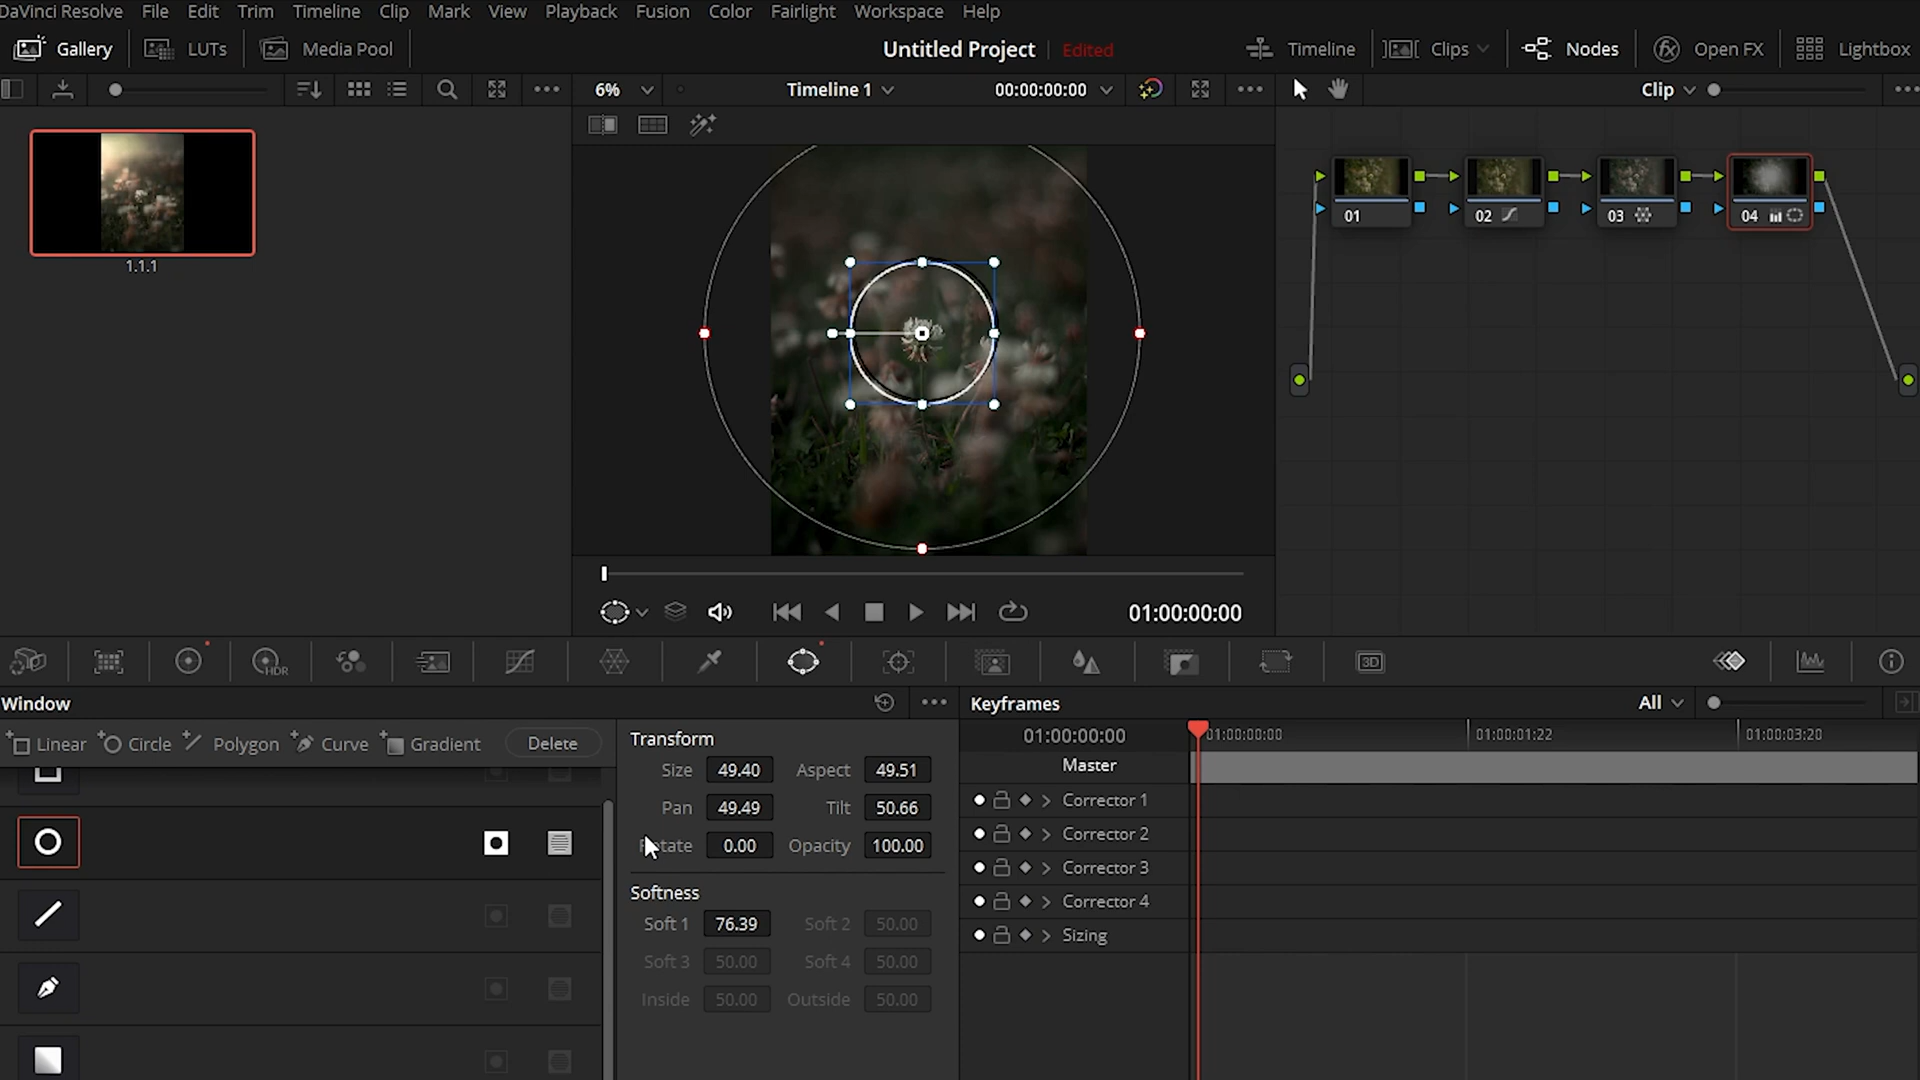 DaVinci Resolve File Edit Trim Timeline Clip Mark View Playback Fusion Color Fairlight Workspace Help
Gallery LUTs Media Pool Untitled Project Edited Timeline Clips Nodes Open FX Lightbox
6% Timeline 1 00:00:00:00 Clip
1.1.1
01 02 03 04
01:00:00:00
HDR 3D
Window Keyframes All
Linear Circle Polygon Curve Gradient Delete
Transform
Size 49.40 Aspect 49.51
Pan 49.49 Tilt 50.66
tate 0.00 Opacity 100.00
Softness
Soft 1 76.39 Soft 2 50.00
Soft 3 50.00 Soft 4 50.00
Inside 50.00 Outside 50.00
01:00:00:00 01:00:00:00 01:00:01:22 01:00:03:20
Master
Corrector 1
Corrector 2
Corrector 3
Corrector 4
Sizing